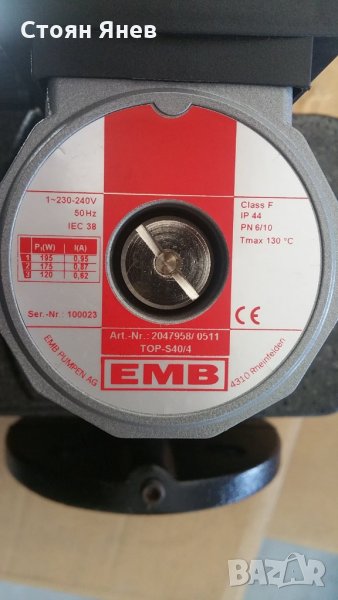 Стоян Янев
1~230-240V
50Hz
IEC 38
P₁(W) I(A)
1 195 0,95
2 175 0,87
3 120 0,62
Class F
IP 44
PN 6/10
Tmax 130 °C
Ser.-Nr : 100023
CE
Art.-Nr.: 2047958/ 0511
TOP-S40/4
EMB
EMB PUMPEN AG
4310 Rheinfelden
bazar